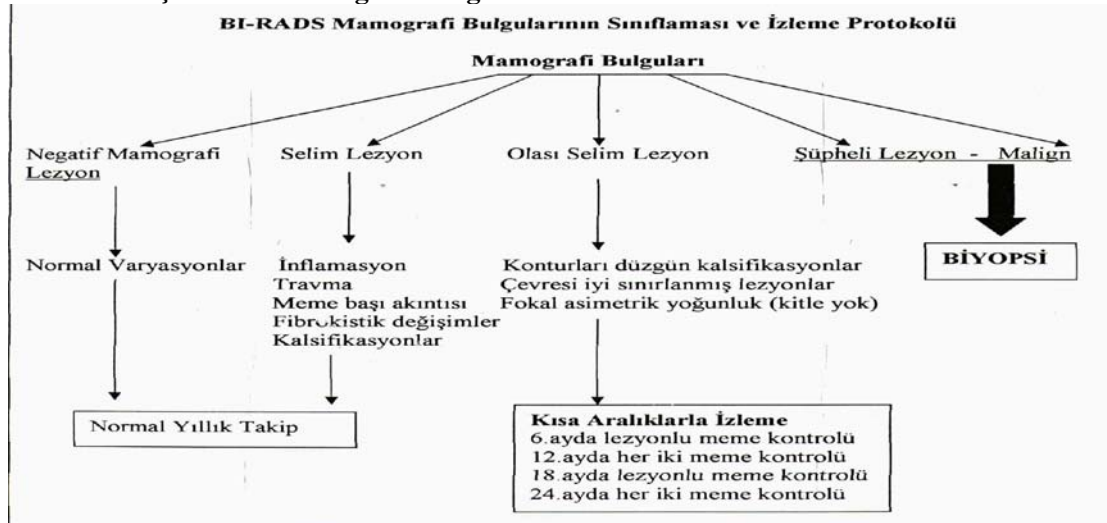 BI-RADS Mamografi Bulgularının Sınıflaması ve İzleme Protokolü
Mamografi Bulguları
Negatif Mamografi
Lezyon
Selim Lezyon
Olası Selim Lezyon
Şüpheli Lezyon - Malign
Normal Varyasyonlar
İnflamasyon
Travma
Meme başı akıntısı
Fibrokistik değişimler
Kalsifikasyonlar
Konturları düzgün kalsifikasyonlar
Çevresi iyi sınırlanmış lezyonlar
Fokal asimetrik yoğunluk (kitle yok)
BİYOPSİ
Normal Yıllık Takip
Kısa Aralıklarla İzleme
6.ayda lezyonlu meme kontrolü
12.ayda her iki meme kontrolü
18.ayda lezyonlu meme kontrolü
24.ayda her iki meme kontrolü